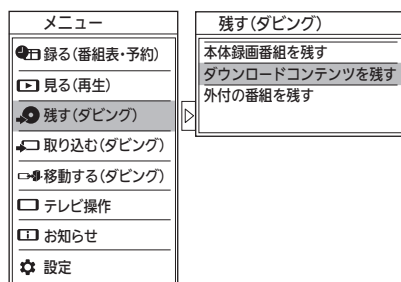 メニュー
録る(番組表・予約)
見る(再生)
残す(ダビング)
取り込む(ダビング)
移動する(ダビング)
テレビ操作
お知らせ
設定
残す(ダビング)
本体録画番組を残す
ダウンロードコンテンツを残す
外付の番組を残す